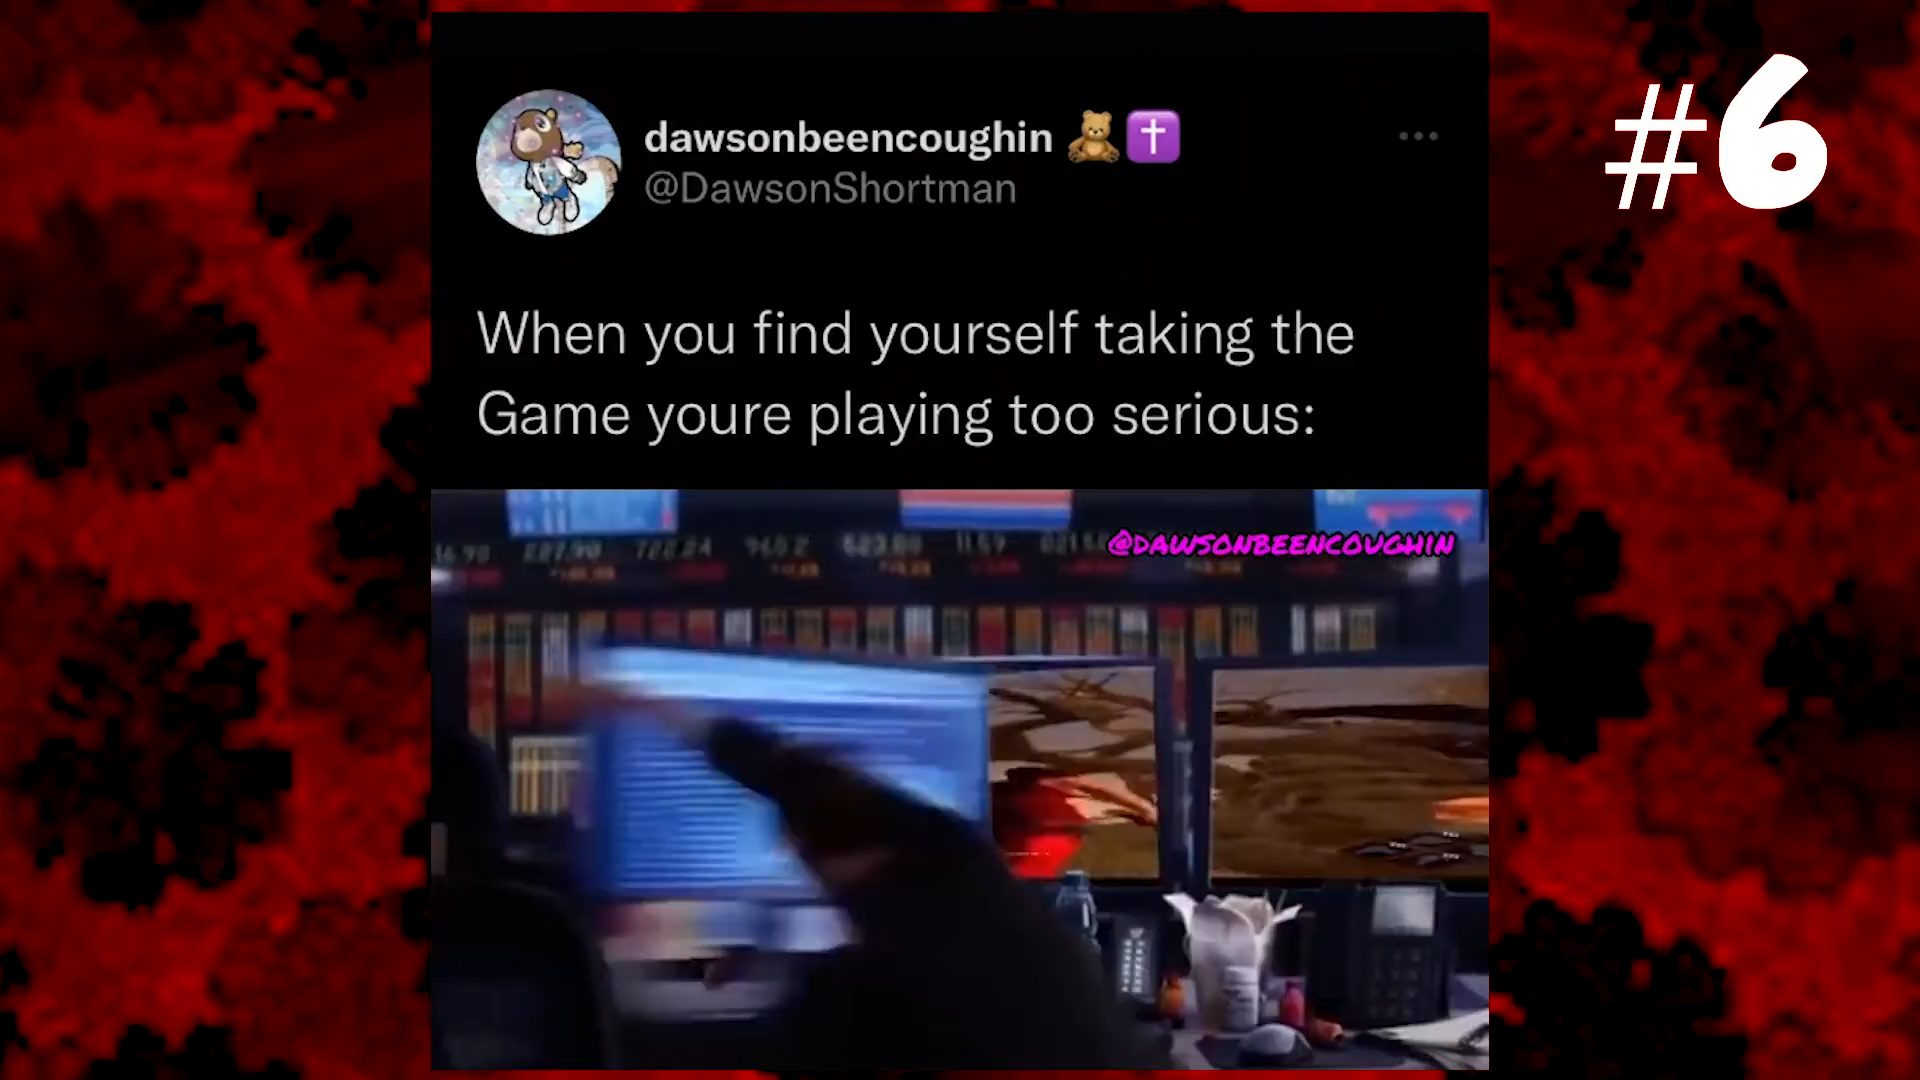 #6
dawsonbeencoughin 🧸✝️
@DawsonShortman
When you find yourself taking the
Game youre playing too serious:
@DAWSONBEENCOUGHIN